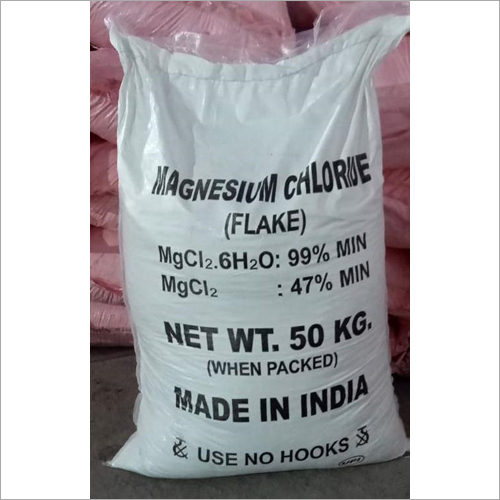 MAGNESIUM CHLORIDE
(FLAKE)
MgCl₂.6H₂O: 99% MIN
MgCl₂ : 47% MIN
NET WT. 50 KG.
(WHEN PACKED)
MADE IN INDIA
USE NO HOOKS